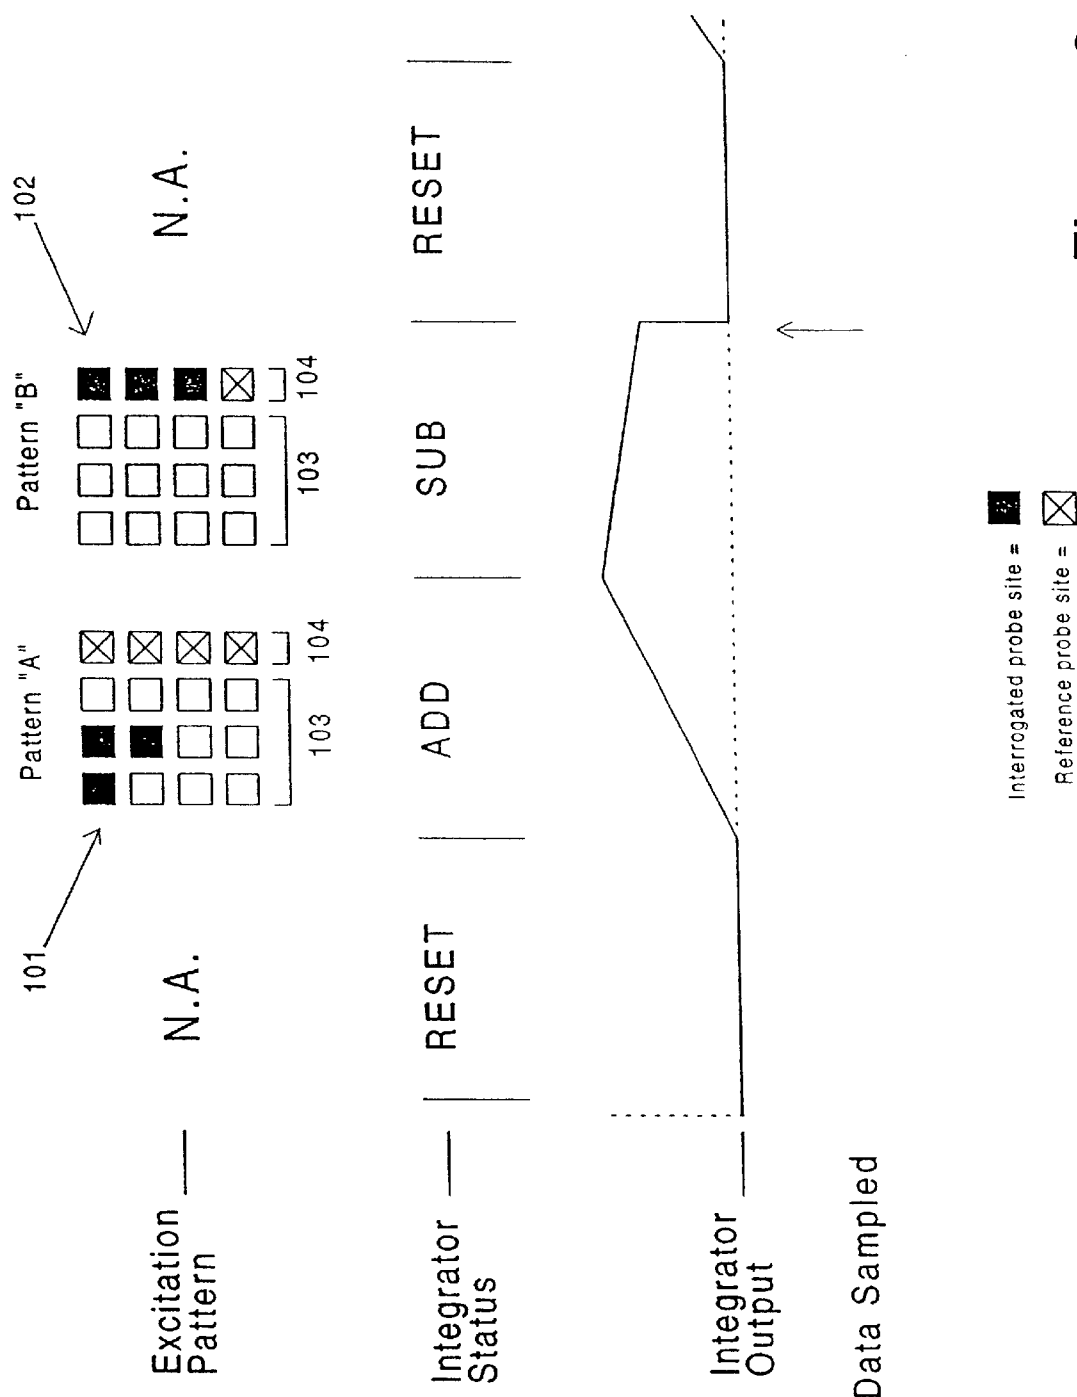 101
102
Pattern "A"
Pattern "B"
Excitation
Pattern
N.A.
N.A.
103
104
103
104
Integrator
Status
RESET
ADD
SUB
RESET
Integrator
Output
Data Sampled
Interrogated probe site =
Reference probe site =